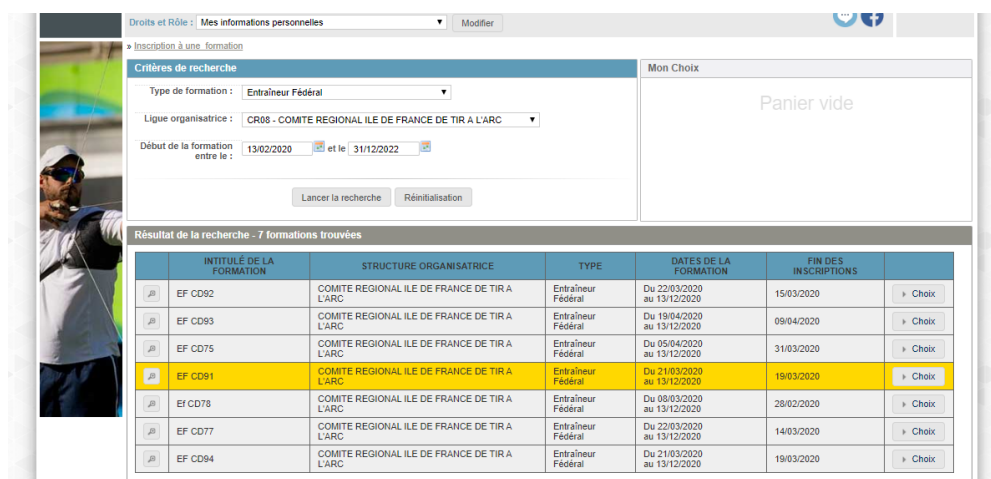 Droits et Rôle : Mes informations personnelles Modifier
» Inscription à une formation
Critères de recherche
Mon Choix
Type de formation : Entraîneur Fédéral
Panier vide
Ligue organisatrice : CR08 - COMITE REGIONAL ILE DE FRANCE DE TIR A L'ARC
Début de la formation
entre le : 13/02/2020 et le 31/12/2022
Lancer la recherche Réinitialisation
Résultat de la recherche - 7 formations trouvées
INTITULÉ DE LA
FORMATION
STRUCTURE ORGANISATRICE
TYPE
DATES DE LA
FORMATION
FIN DES
INSCRIPTIONS
EF CD92
COMITE REGIONAL ILE DE FRANCE DE TIR A
L'ARC
Entraîneur
Fédéral
Du 22/03/2020
au 13/12/2020
15/03/2020
Choix
EF CD93
COMITE REGIONAL ILE DE FRANCE DE TIR A
L'ARC
Entraîneur
Fédéral
Du 19/04/2020
au 13/12/2020
09/04/2020
Choix
EF CD75
COMITE REGIONAL ILE DE FRANCE DE TIR A
L'ARC
Entraîneur
Fédéral
Du 05/04/2020
au 13/12/2020
31/03/2020
Choix
EF CD91
COMITE REGIONAL ILE DE FRANCE DE TIR A
L'ARC
Entraîneur
Fédéral
Du 21/03/2020
au 13/12/2020
19/03/2020
Choix
Ef CD78
COMITE REGIONAL ILE DE FRANCE DE TIR A
L'ARC
Entraîneur
Fédéral
Du 08/03/2020
au 13/12/2020
28/02/2020
Choix
EF CD77
COMITE REGIONAL ILE DE FRANCE DE TIR A
L'ARC
Entraîneur
Fédéral
Du 22/03/2020
au 13/12/2020
14/03/2020
Choix
EF CD94
COMITE REGIONAL ILE DE FRANCE DE TIR A
L'ARC
Entraîneur
Fédéral
Du 21/03/2020
au 13/12/2020
19/03/2020
Choix